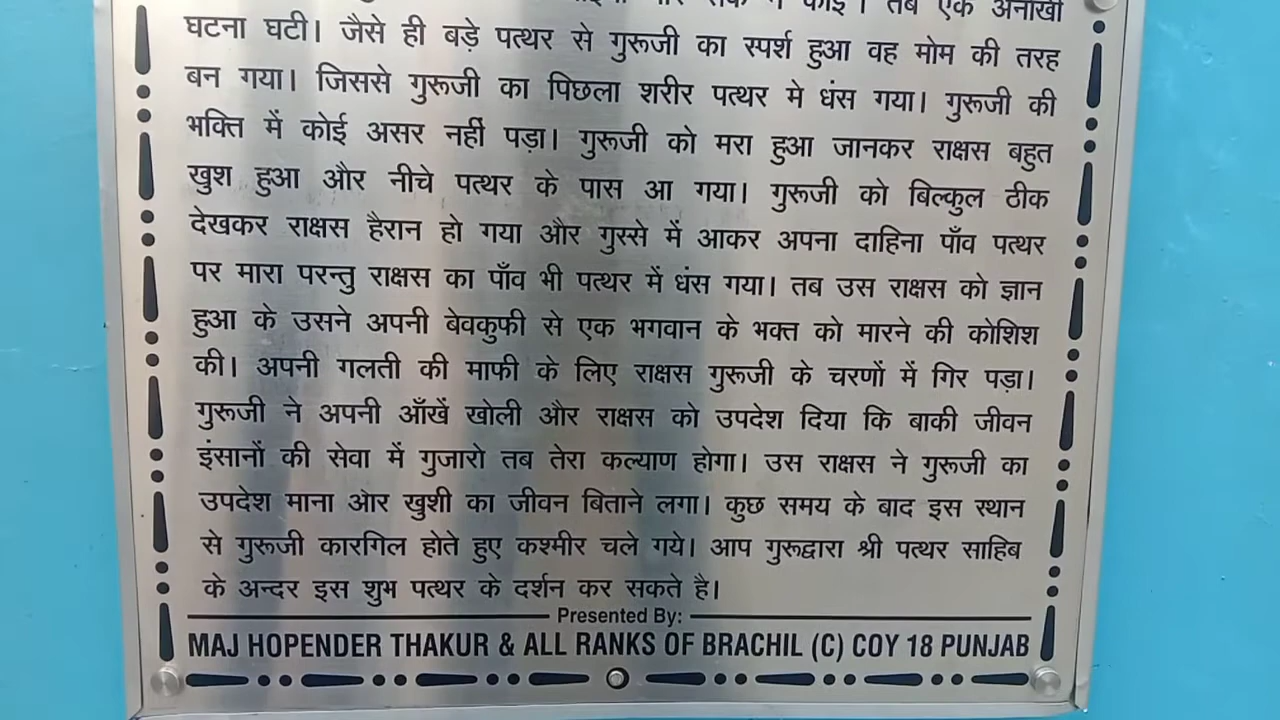 कोई। तब एक अनोखी
घटना घटी। जैसे ही बड़े पत्थर से गुरूजी का स्पर्श हुआ वह मोम की तरह
बन गया। जिससे गुरूजी का पिछला शरीर पत्थर मे धंस गया। गुरूजी की
भक्ति में कोई असर नहीं पड़ा। गुरूजी को मरा हुआ जानकर राक्षस बहुत
खुश हुआ और नीचे पत्थर के पास आ गया। गुरूजी को बिल्कुल ठीक
देखकर राक्षस हैरान हो गया और गुस्से में आकर अपना दाहिना पाँव पत्थर
पर मारा परन्तु राक्षस का पाँव भी पत्थर में धंस गया। तब उस राक्षस को ज्ञान
हुआ के उसने अपनी बेवकुफी से एक भगवान के भक्त को मारने की कोशिश
की। अपनी गलती की माफी के लिए राक्षस गुरूजी के चरणों में गिर पड़ा।
गुरूजी ने अपनी आँखें खोली और राक्षस को उपदेश दिया कि बाकी जीवन
इंसानों की सेवा में गुजारो तब तेरा कल्याण होगा। उस राक्षस ने गुरूजी का
उपदेश माना और खुशी का जीवन बिताने लगा। कुछ समय के बाद इस स्थान
से गुरूजी कारगिल होते हुए कश्मीर चले गये। आप गुरूद्वारा श्री पत्थर साहिब
के अन्दर इस शुभ पत्थर के दर्शन कर सकते है।
Presented By:
MAJ HOPENDER THAKUR & ALL RANKS OF BRACHIL (C) COY 18 PUNJAB